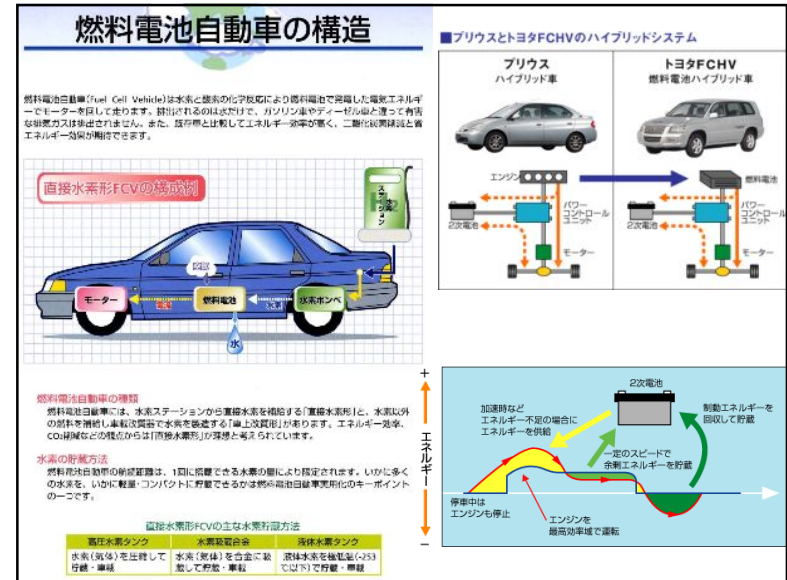 燃料電池自動車の構造
燃料電池自動車(Fuel Cell Vehicle)は水素と酸素の化学反応により燃料電池で発電した電気エネルギ
ーでモーターを回して走ります。排出されるのは水だけで、ガソリン車やディーゼル車と違って有害
な排気ガスは排出されません。また、既存車と比較してエネルギー効率が高く、二酸化炭素削減と省
エネルギー効果が期待できます。
直接水素形FCVの構成例
水素
ステーション
H2
モーター
電気
燃料電池
水素
水素ボンベ
水
燃料電池自動車の種類
燃料電池自動車には、水素ステーションから直接水素を補給する「直接水素形」と、水素以外
の燃料を補給し車載改質器で水素を製造する「車上改質形」があります。エネルギー効率、
CO₂削減などの観点からは「直接水素形」が理想と考えられています。
水素の貯蔵方法
燃料電池自動車の航続距離は、1回に搭載できる水素の量により限定されます。いかに多く
の水素を、いかに軽量・コンパクトに貯蔵できるかは燃料電池自動車実用化のキーポイント
の一つです。
直接水素形FCVの主な水素貯蔵方法
高圧水素タンク
水素吸蔵合金
液体水素タンク
水素(気体)を圧縮して
貯蔵・車載
水素(気体)を合金に吸
蔵して貯蔵・車載
液体水素を極低温(-253
℃以下)で貯蔵・車載
■プリウスとトヨタFCHVのハイブリッドシステム
プリウス
ハイブリッド車
トヨタFCHV
燃料電池ハイブリッド車
エンジン
2次電池
パワー
コントロール
ユニット
モーター
燃料電池
2次電池
パワー
コントロール
ユニット
モーター
+
エネルギー
−
2次電池
加速時など
エネルギー不足の場合に
エネルギーを供給
制動エネルギーを
回収して貯蔵
一定のスピードで
余剰エネルギーを貯蔵
停車中は
エンジンも停止
エンジンを
最高効率域で運転